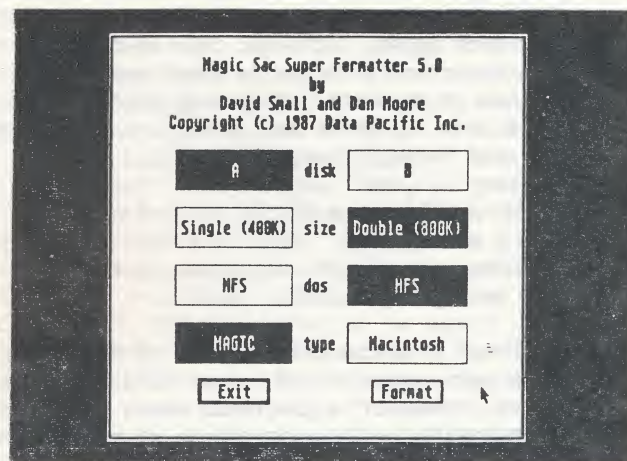 Magic Sac Super Formatter 5.0
by
David Small and Dan Moore
Copyright (c) 1987 Data Pacific Inc.
A disk B
Single (400K) size Double (800K)
MFS dos HFS
MAGIC type Macintosh
Exit Format